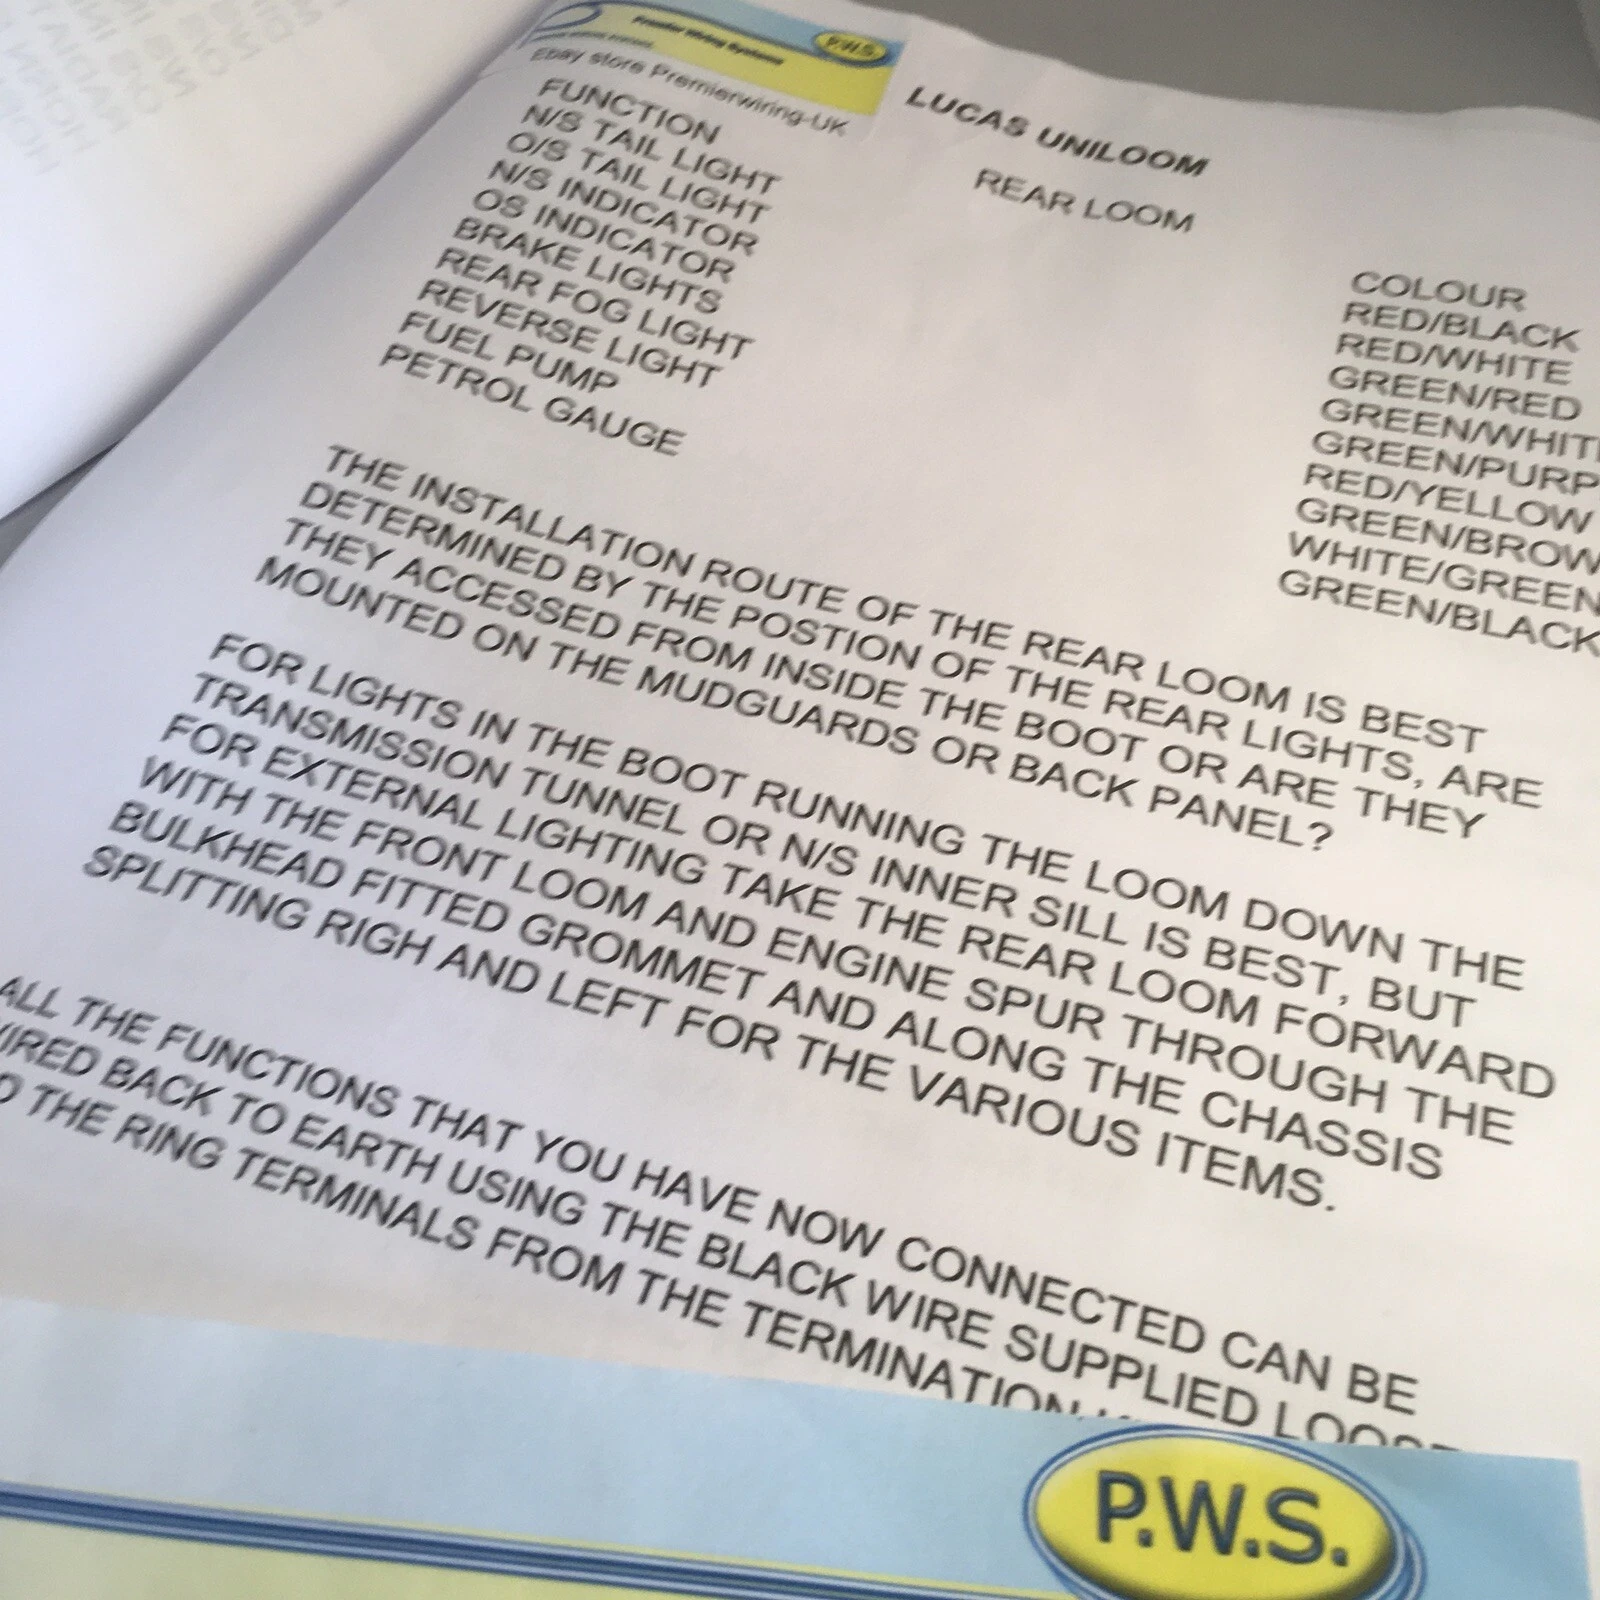 Premier Wiring Systems
P.W.S.
Ebay store Premierwiring-UK
LUCAS UNILOOM
REAR LOOM
FUNCTION
N/S TAIL LIGHT
O/S TAIL LIGHT
N/S INDICATOR
OS INDICATOR
BRAKE LIGHTS
REAR FOG LIGHT
REVERSE LIGHT
FUEL PUMP
PETROL GAUGE
COLOUR
RED/BLACK
RED/WHITE
GREEN/RED
GREEN/WHIT
GREEN/PURP
RED/YELLOW
GREEN/BROW
WHITE/GREEN
GREEN/BLACK
THE INSTALLATION ROUTE OF THE REAR LOOM IS BEST
DETERMINED BY THE POSTION OF THE REAR LIGHTS, ARE
THEY ACCESSED FROM INSIDE THE BOOT OR ARE THEY
MOUNTED ON THE MUDGUARDS OR BACK PANEL?
FOR LIGHTS IN THE BOOT RUNNING THE LOOM DOWN THE
TRANSMISSION TUNNEL OR N/S INNER SILL IS BEST, BUT
FOR EXTERNAL LIGHTING TAKE THE REAR LOOM FORWARD
WITH THE FRONT LOOM AND ENGINE SPUR THROUGH THE
BULKHEAD FITTED GROMMET AND ALONG THE CHASSIS
SPLITTING RIGH AND LEFT FOR THE VARIOUS ITEMS.
ALL THE FUNCTIONS THAT YOU HAVE NOW CONNECTED CAN BE
IRED BACK TO EARTH USING THE BLACK WIRE SUPPLIED LOOSE
THE RING TERMINALS FROM THE TERMINATION
P.W.S.